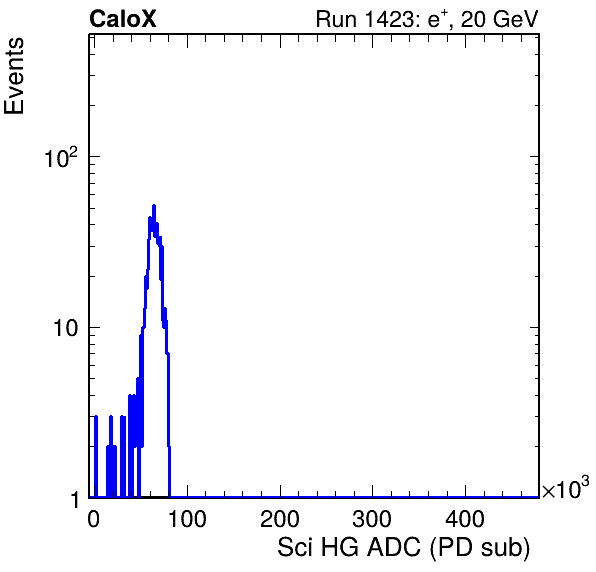 CaloX Run 1423: e⁺, 20 GeV
Events
10²
10
1
0 100 200 300 400 ×10³
Sci HG ADC (PD sub)